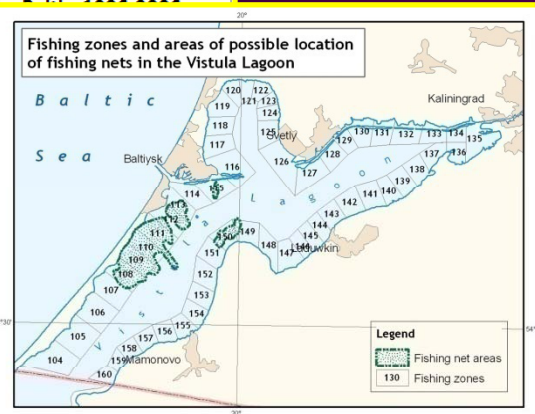 20°
Fishing zones and areas of possible location
of fishing nets in the Vistula Lagoon
Baltic
Sea
Kaliningrad
Svetly
Baltiysk
Vistula Lagoon
Laduwkin
Mamonovo
120 122
119 121 123
118 124
117 125
116 126
127 128 129 130 131 132 133 134 135
136 137 138 139 140 141 142 143 144 145
147 148 149 150
114
111
110
109
108
107
106
105
104
151
152
153
154
155
156
157
158
159
160
54°
Legend
Fishing net areas
130 Fishing zones